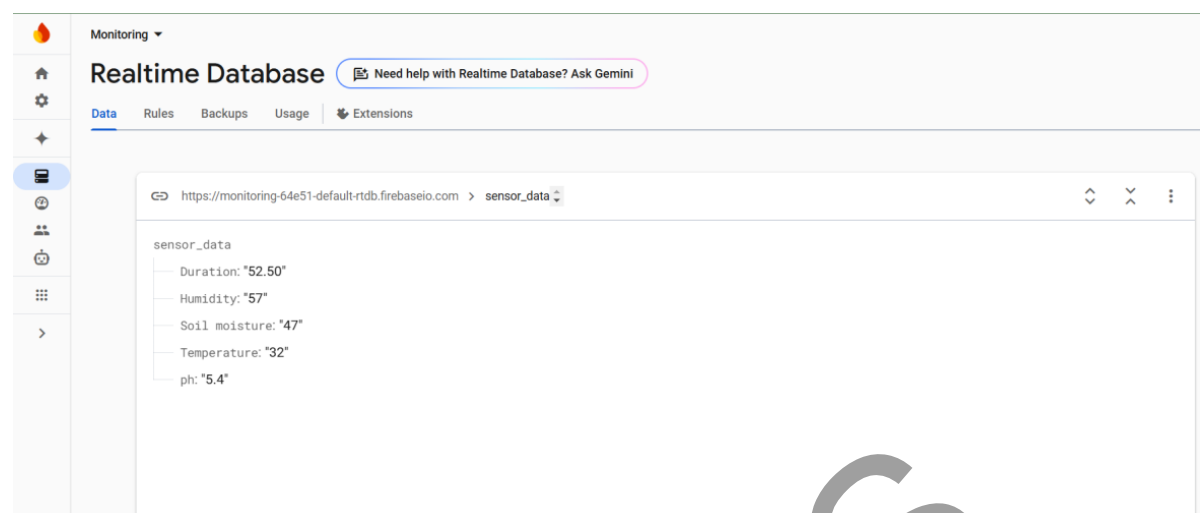 Monitoring
Realtime Database Need help with Realtime Database? Ask Gemini
Data Rules Backups Usage Extensions
https://monitoring-64e51-default-rtdb.firebaseio.com > sensor_data
sensor_data
Duration: "52.50"
Humidity: "57"
Soil moisture: "47"
Temperature: "32"
ph: "5.4"